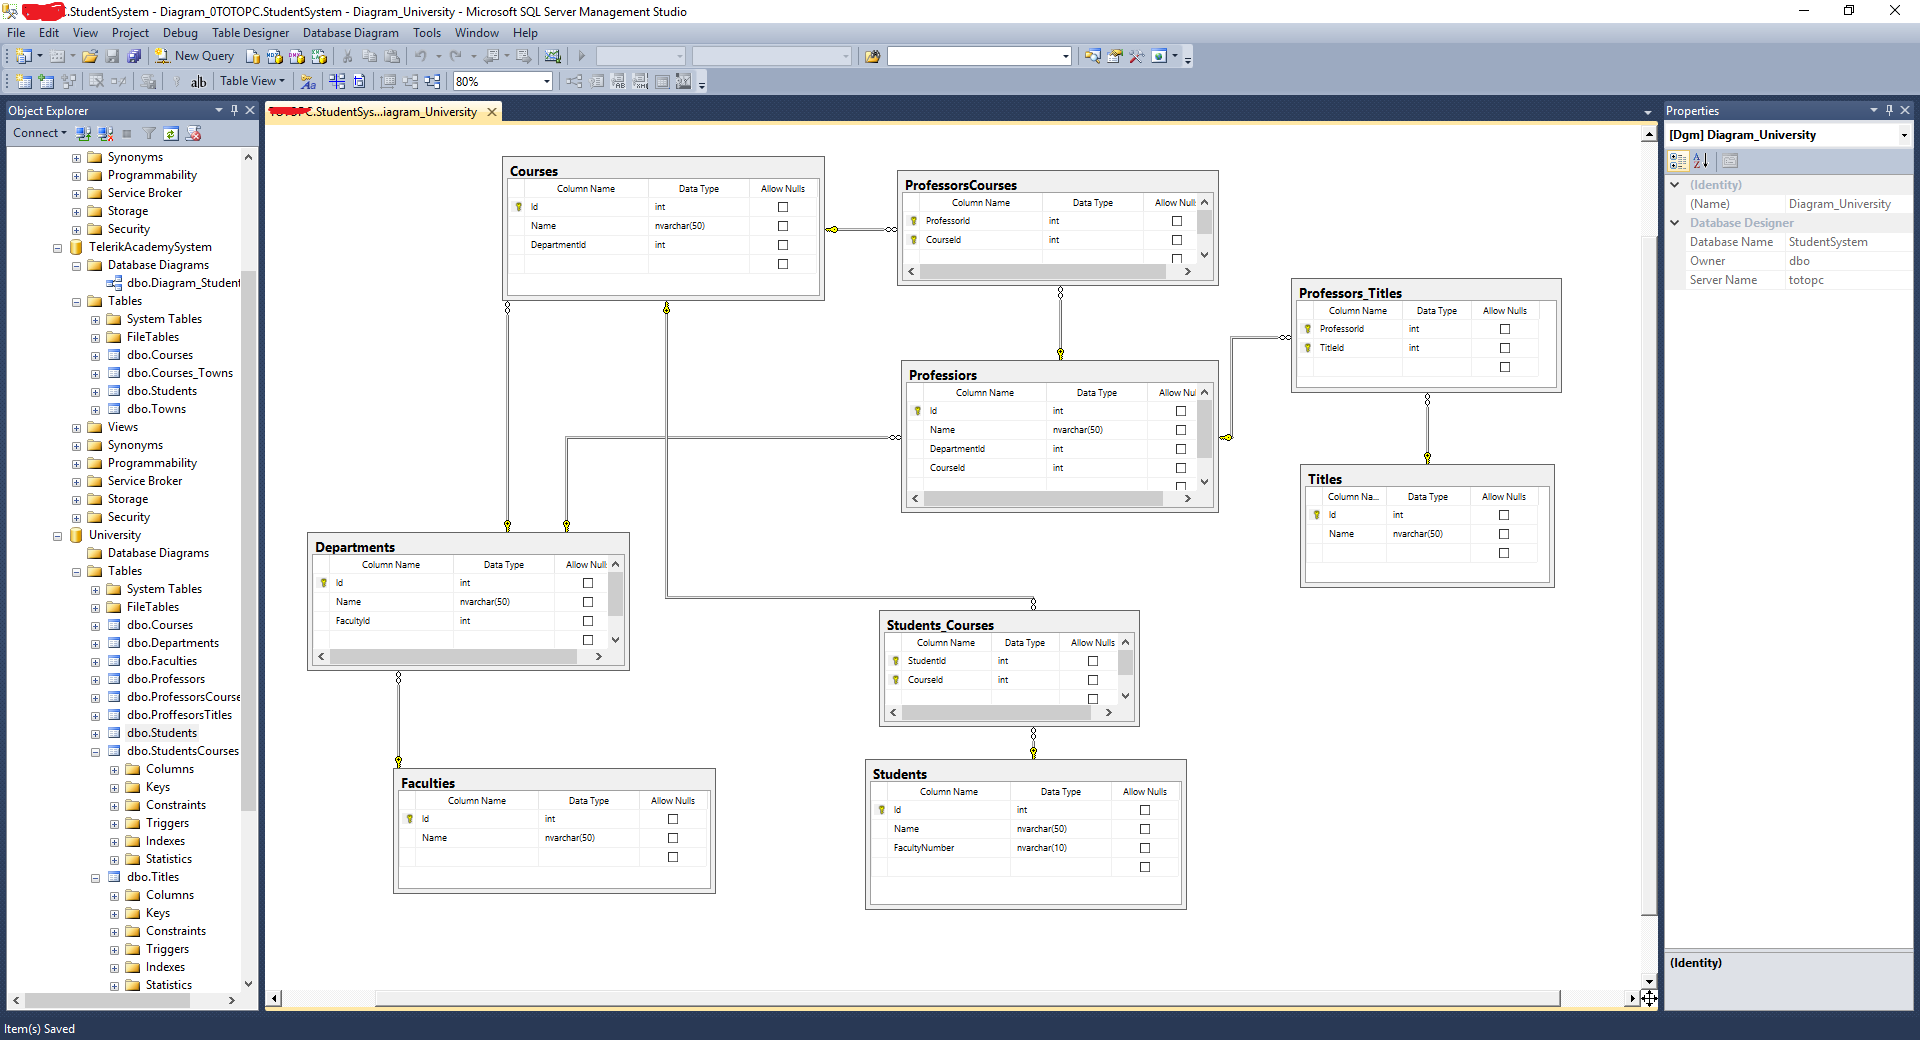 .StudentSystem - Diagram_0TOTOPC.StudentSystem - Diagram_University - Microsoft SQL Server Management Studio
File Edit View Project Debug Table Designer Database Diagram Tools Window Help
New Query
Table View 80%
Object Explorer
Connect
Synonyms
Programmability
Service Broker
Storage
Security
TelerikAcademySystem
Database Diagrams
dbo.Diagram_Student
Tables
System Tables
FileTables
dbo.Courses
dbo.Courses_Towns
dbo.Students
dbo.Towns
Views
Synonyms
Programmability
Service Broker
Storage
Security
University
Database Diagrams
Tables
System Tables
FileTables
dbo.Courses
dbo.Departments
dbo.Faculties
dbo.Professors
dbo.ProfessorsCourse
dbo.ProffesorsTitles
dbo.Students
dbo.StudentsCourses
Columns
Keys
Constraints
Triggers
Indexes
Statistics
dbo.Titles
Columns
Keys
Constraints
Triggers
Indexes
Statistics
.StudentSys...iagram_University
Courses
Column Name Data Type Allow Nulls
Id int
Name nvarchar(50)
DepartmentId int
ProfessorsCourses
Column Name Data Type Allow Null
ProfessorId int
CourseId int
Professors_Titles
Column Name Data Type Allow Nulls
ProfessorId int
TitleId int
Professiors
Column Name Data Type Allow Nu
Id int
Name nvarchar(50)
DepartmentId int
CourseId int
Titles
Column Na... Data Type Allow Nulls
Id int
Name nvarchar(50)
Departments
Column Name Data Type Allow Null
Id int
Name nvarchar(50)
FacultyId int
Students_Courses
Column Name Data Type Allow Nulls
StudentId int
CourseId int
Faculties
Column Name Data Type Allow Nulls
Id int
Name nvarchar(50)
Students
Column Name Data Type Allow Nulls
Id int
Name nvarchar(50)
FacultyNumber nvarchar(10)
Properties
[Dgm] Diagram_University
(Identity)
(Name) Diagram_University
Database Designer
Database Name StudentSystem
Owner dbo
Server Name totopc
(Identity)
Item(s) Saved